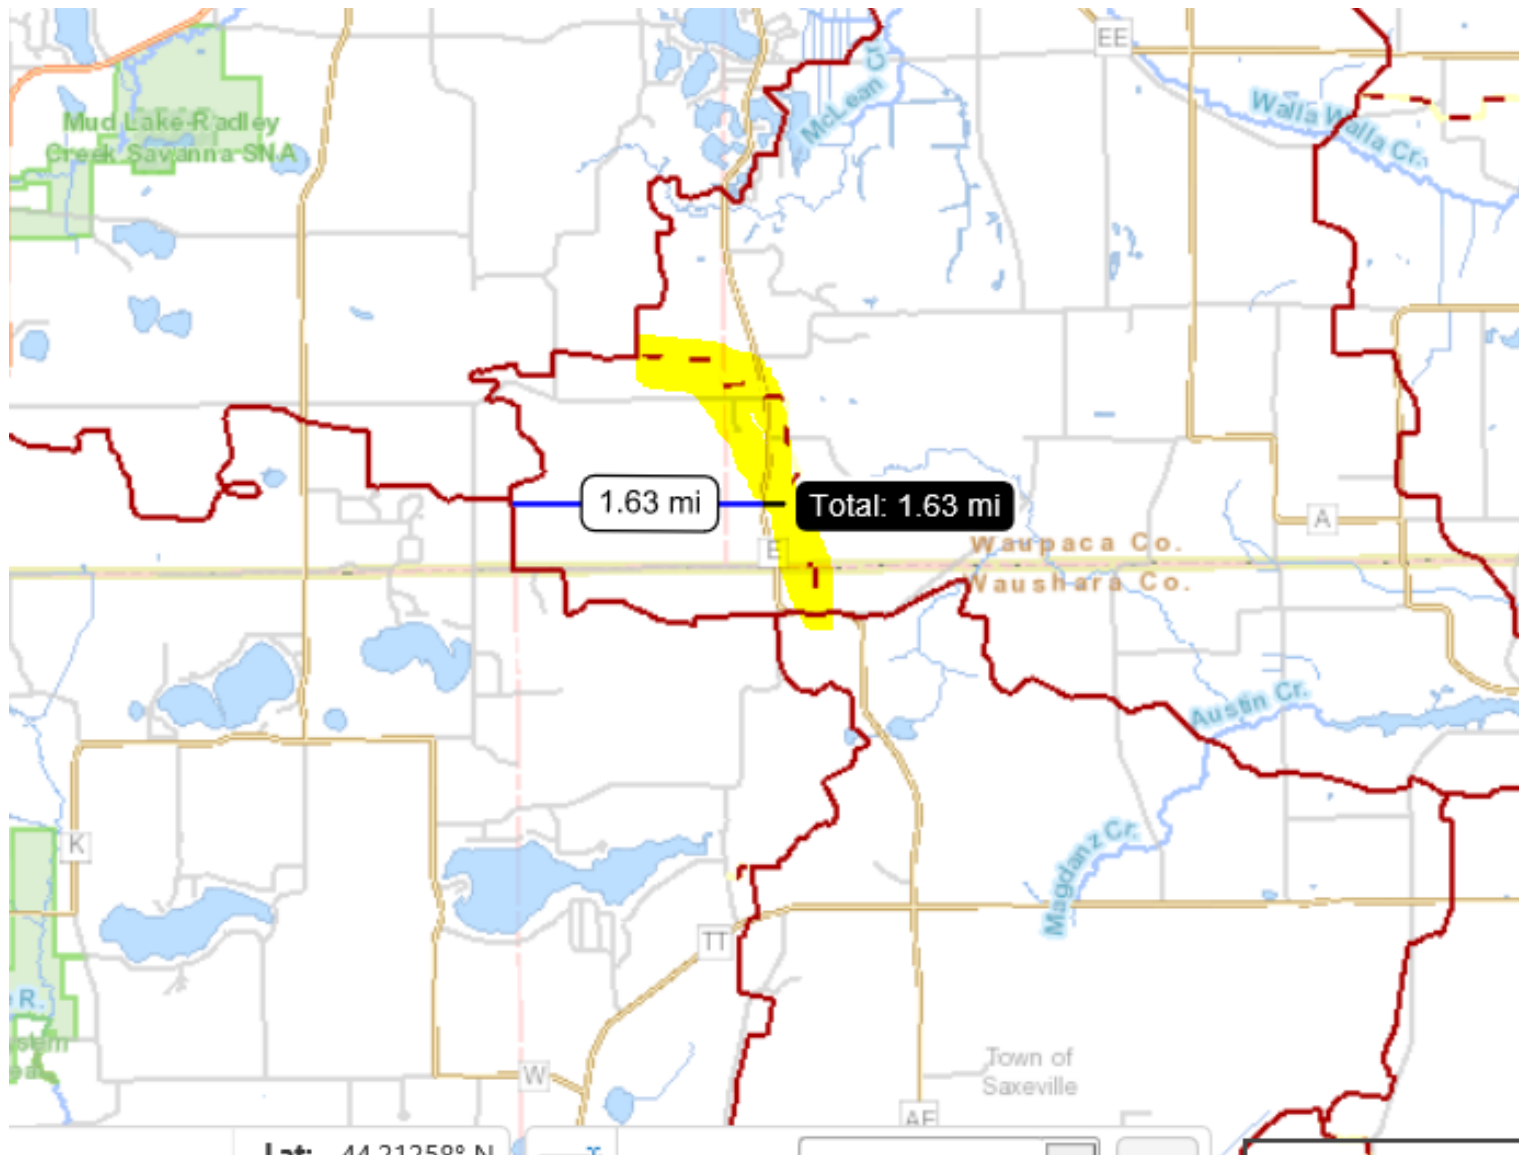 EE
McLean Cr
Walla Walla Cr.
Mud Lake-Radley
Creek Savanna SNA
1.63 mi
Total: 1.63 mi
A
E
Waupaca Co.
Waushara Co.
Austin Cr.
K
Magdanz Cr.
TT
R.
Town of
Saxeville
W
AF
Lat: 44.21258° N